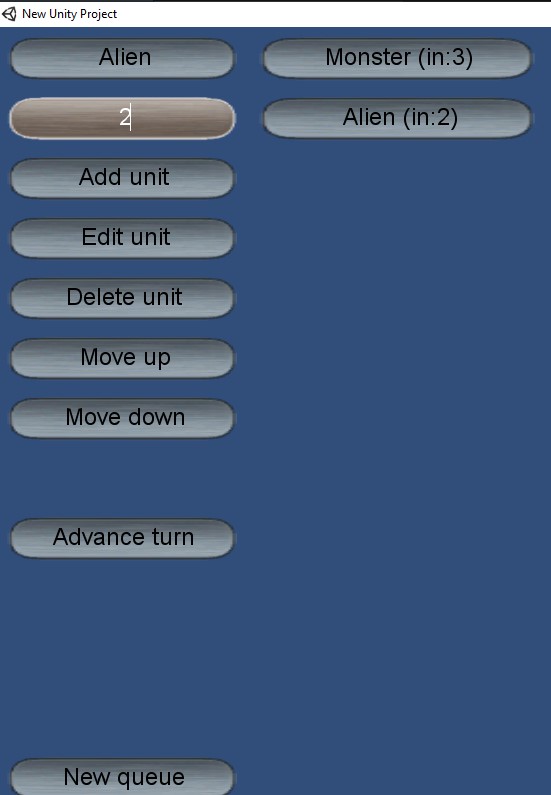 New Unity Project
Alien
2
Add unit
Edit unit
Delete unit
Move up
Move down
Advance turn
New queue
Monster (in:3)
Alien (in:2)